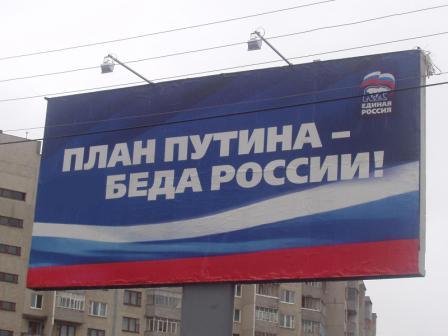 ПЛАН ПУТИНА –
БЕДА РОССИИ!
ЕДИНАЯ
РОССИЯ